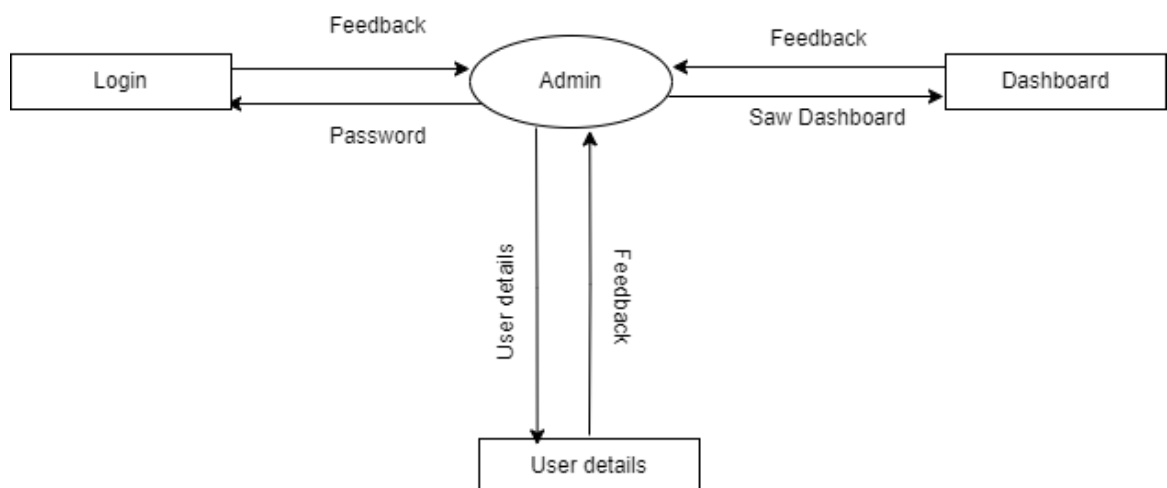 Feedback
Feedback
Login
Admin
Dashboard
Password
Saw Dashboard
User details
Feedback
User details